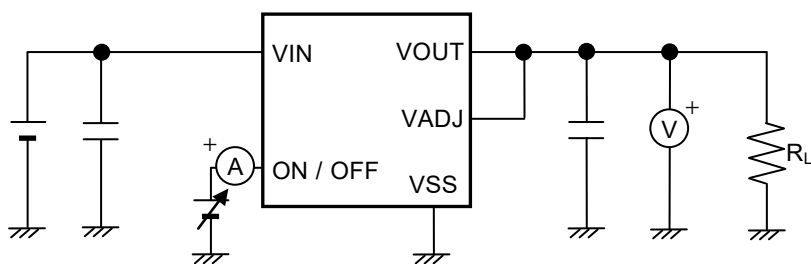 VIN
VOUT
VADJ
+
V
+
A
ON / OFF
VSS
RL